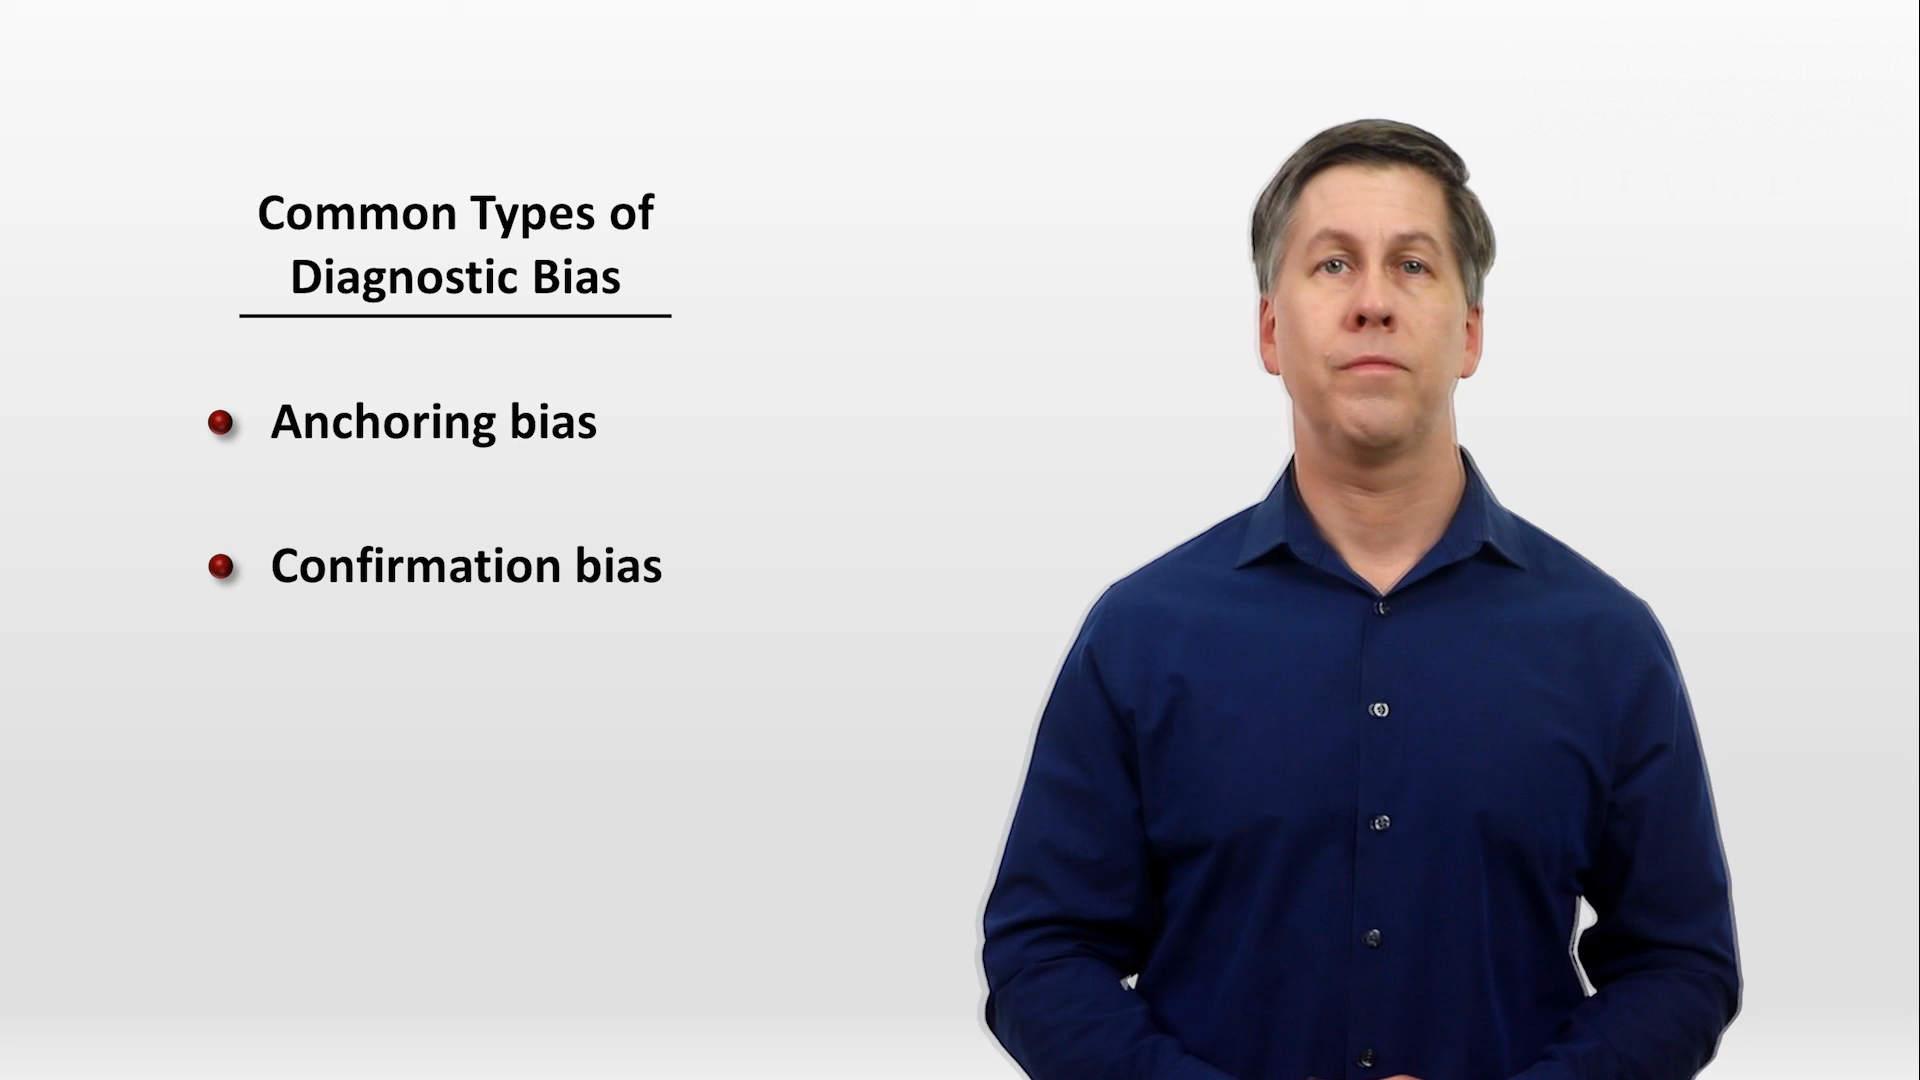 Common Types of
Diagnostic Bias
Anchoring bias
Confirmation bias